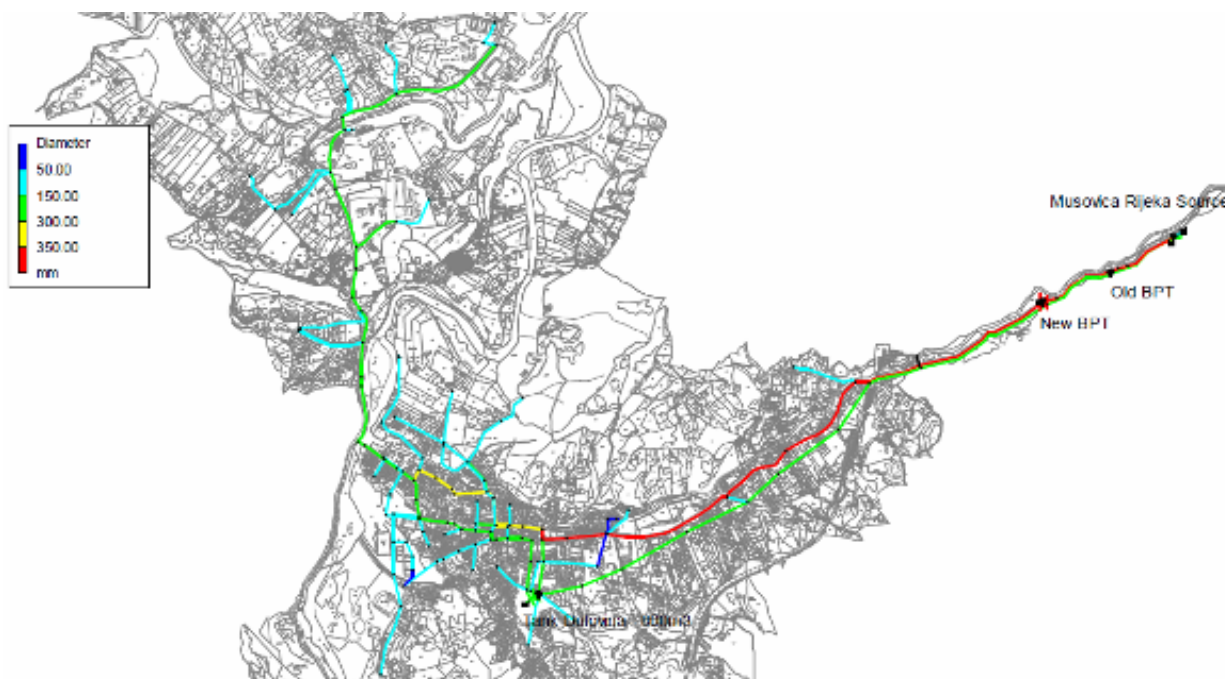 Diameter
50.00
150.00
300.00
350.00
mm
Musovica Rijeka Source
Old BPT
New BPT
Tank